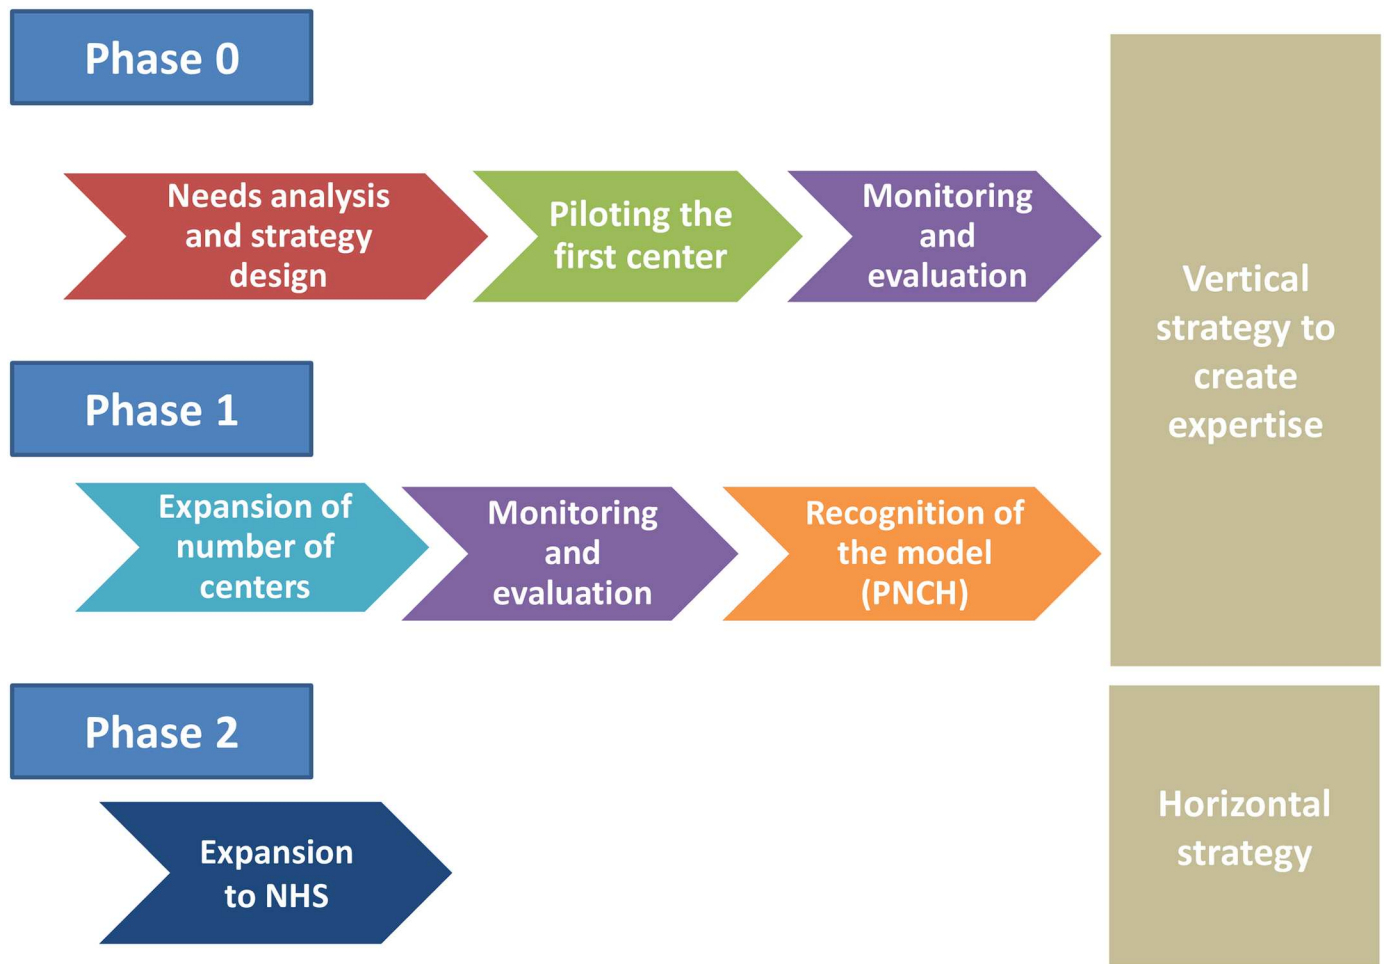 Phase 0
Needs analysis
and strategy
design
Piloting the
first center
Monitoring
and
evaluation
Vertical
strategy to
create
expertise
Phase 1
Expansion of
number of
centers
Monitoring
and
evaluation
Recognition of
the model
(PNCH)
Phase 2
Expansion
to NHS
Horizontal
strategy